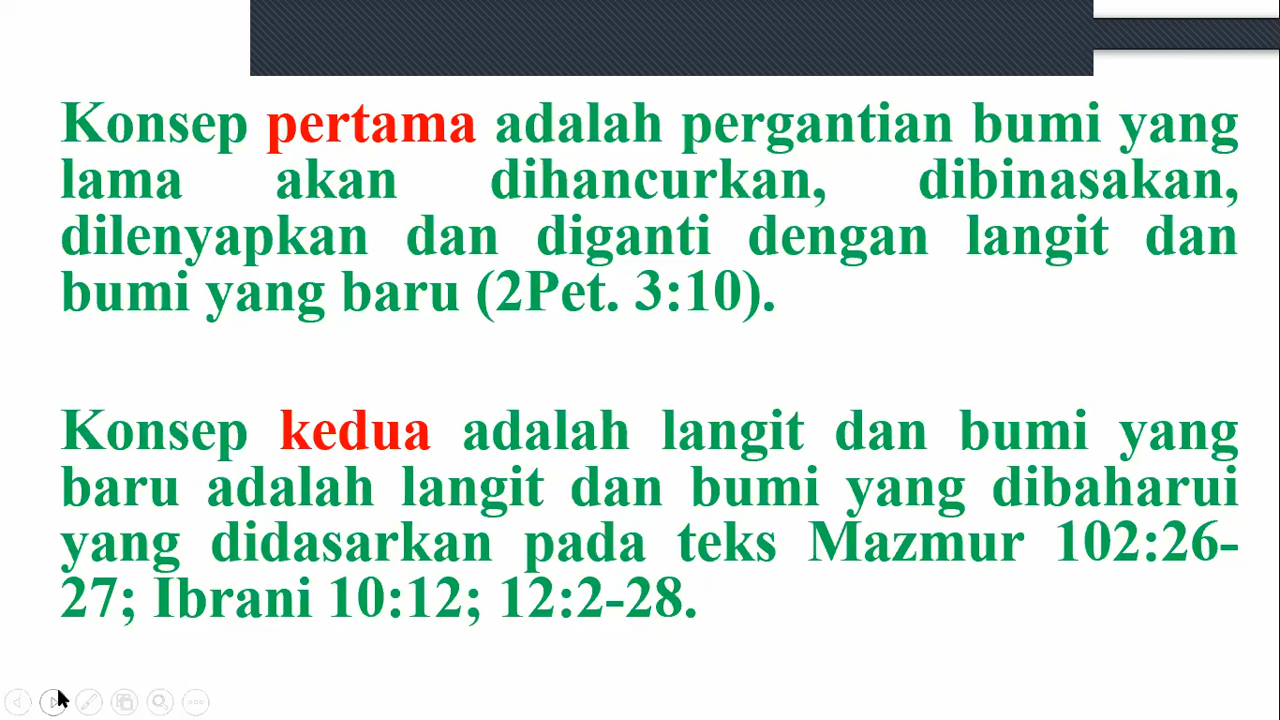 Konsep pertama adalah pergantian bumi yang
lama akan dihancurkan, dibinasakan,
dilenyapkan dan diganti dengan langit dan
bumi yang baru (2Pet. 3:10).
Konsep kedua adalah langit dan bumi yang
baru adalah langit dan bumi yang dibaharui
yang didasarkan pada teks Mazmur 102:26-
27; Ibrani 10:12; 12:2-28.